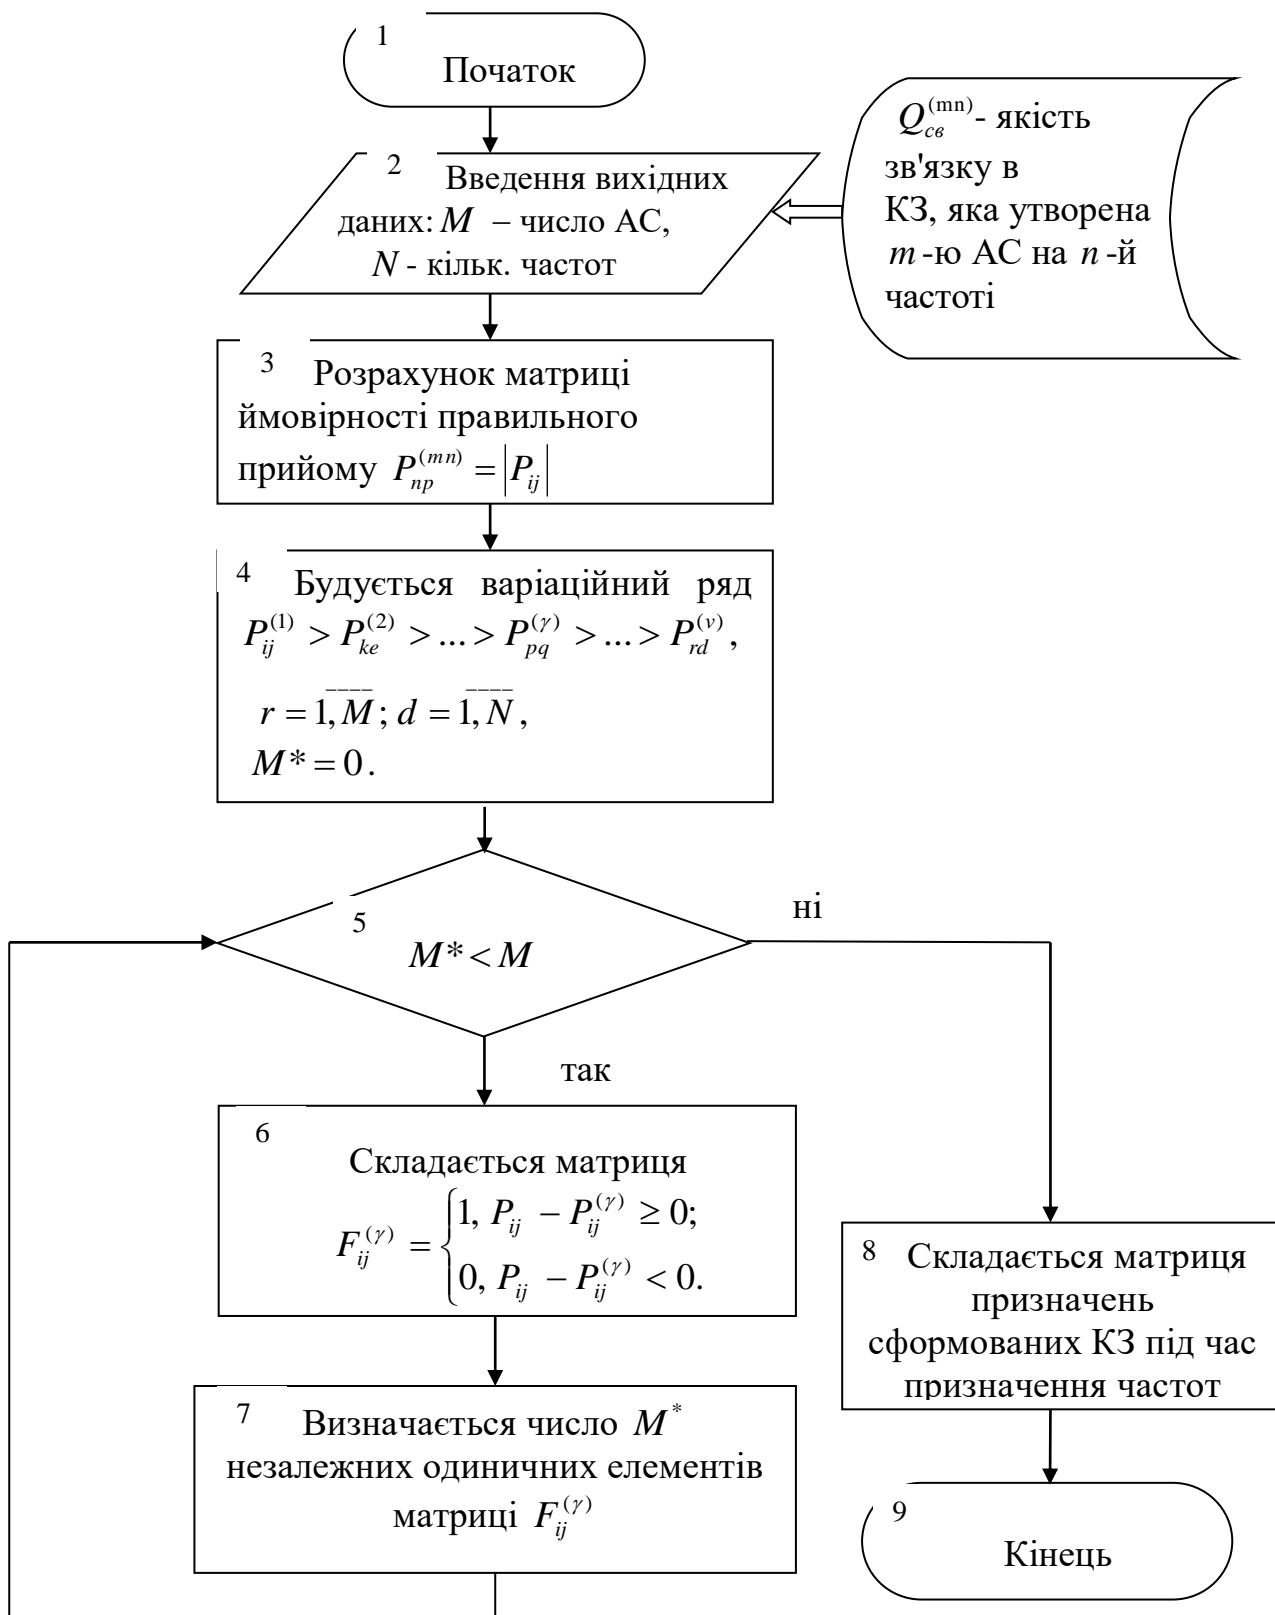 1
Початок
2 Введення вихідних
даних: M – число АС,
N - кільк. частот
Q_{св}^{(mn)} - якість
зв'язку в
КЗ, яка утворена
m -ю АС на n -й
частоті
3 Розрахунок матриці
ймовірності правильного
прийому P_{пр}^{(mn)} = |P_{ij}|
4 Будується варіаційний ряд
P_{ij}^{(1)} > P_{ke}^{(2)} > ... > P_{pq}^{(γ)} > ... > P_{rd}^{(v)},
r = \overline{1, M}; d = \overline{1, N},
M* = 0.
5
M* < M
ні
так
6
Складається матриця
F_{ij}^{(γ)} = { 1, P_{ij} − P_{ij}^{(γ)} ≥ 0;
0, P_{ij} − P_{ij}^{(γ)} < 0.
7 Визначається число M^*
незалежних одиничних елементів
матриці F_{ij}^{(γ)}
8 Складається матриця
призначень
сформованих КЗ під час
призначення частот
9
Кінець